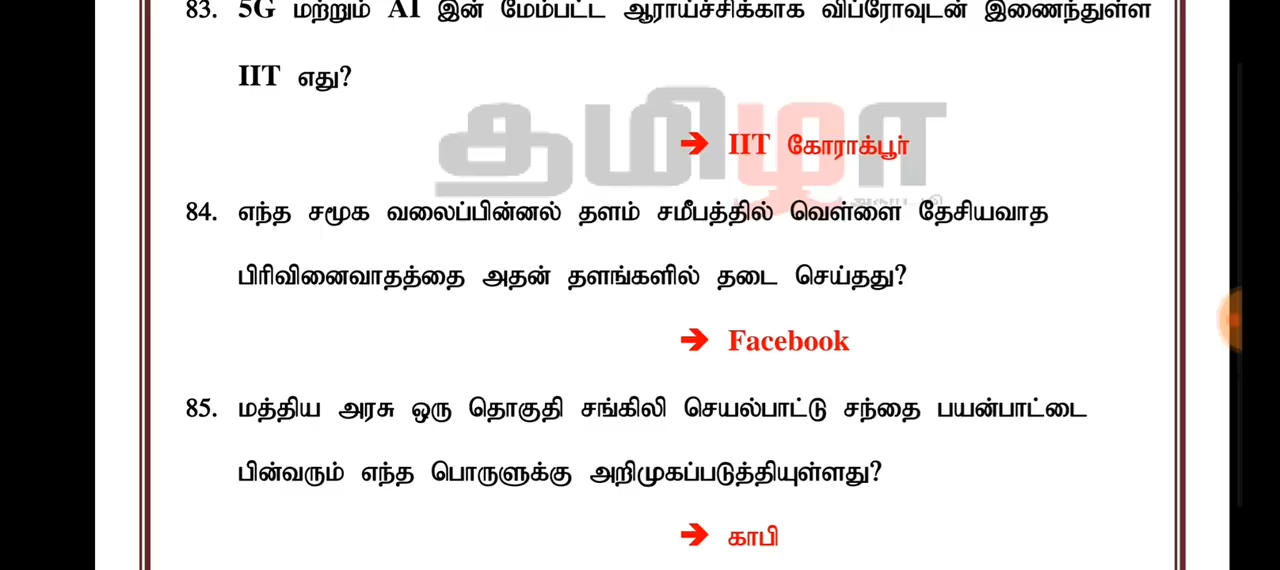 83. 5G மற்றும் AI இன் மேம்பட்ட ஆராய்ச்சிக்காக விப்ரோவுடன் இணைந்துள்ள
IIT எது?
தமிழா
➔ IIT கோராக்பூர்
84. எந்த சமூக வலைப்பின்னல் தளம் சமீபத்தில் வெள்ளை தேசியவாத
பிரிவினைவாதத்தை அதன் தளங்களில் தடை செய்தது?
➔ Facebook
85. மத்திய அரசு ஒரு தொகுதி சங்கிலி செயல்பாட்டு சந்தை பயன்பாட்டை
பின்வரும் எந்த பொருளுக்கு அறிமுகப்படுத்தியுள்ளது?
➔ காபி